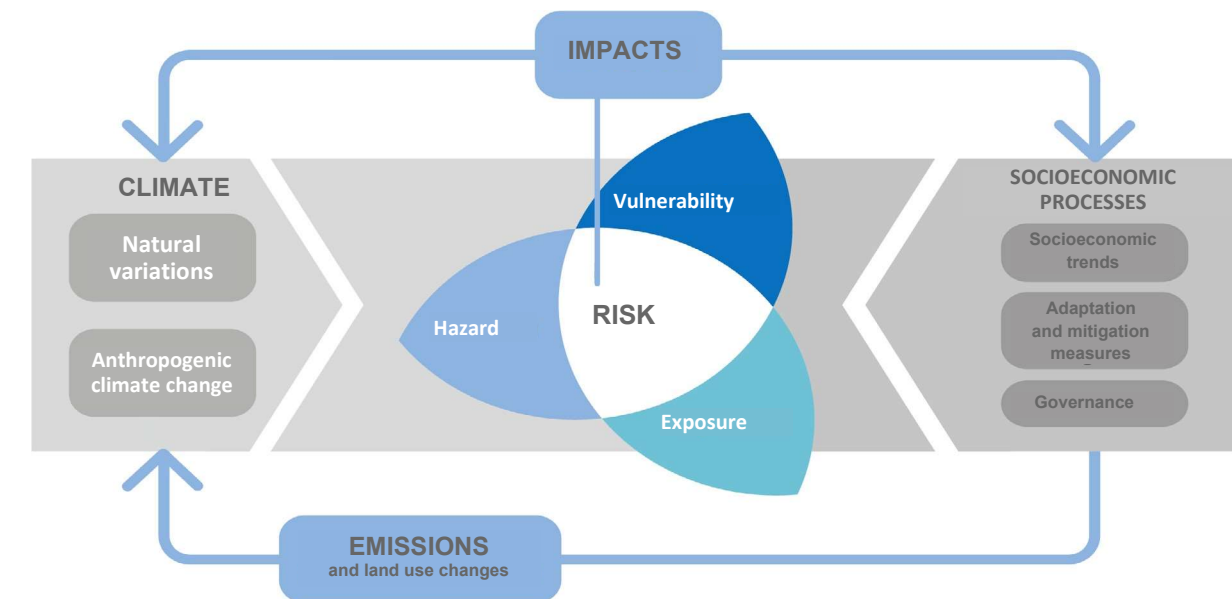 IMPACTS
CLIMATE
Natural
variations
Anthropogenic
climate change
Vulnerability
Hazard
RISK
Exposure
SOCIOECONOMIC
PROCESSES
Socioeconomic
trends
Adaptation
and mitigation
measures
Governance
EMISSIONS
and land use changes